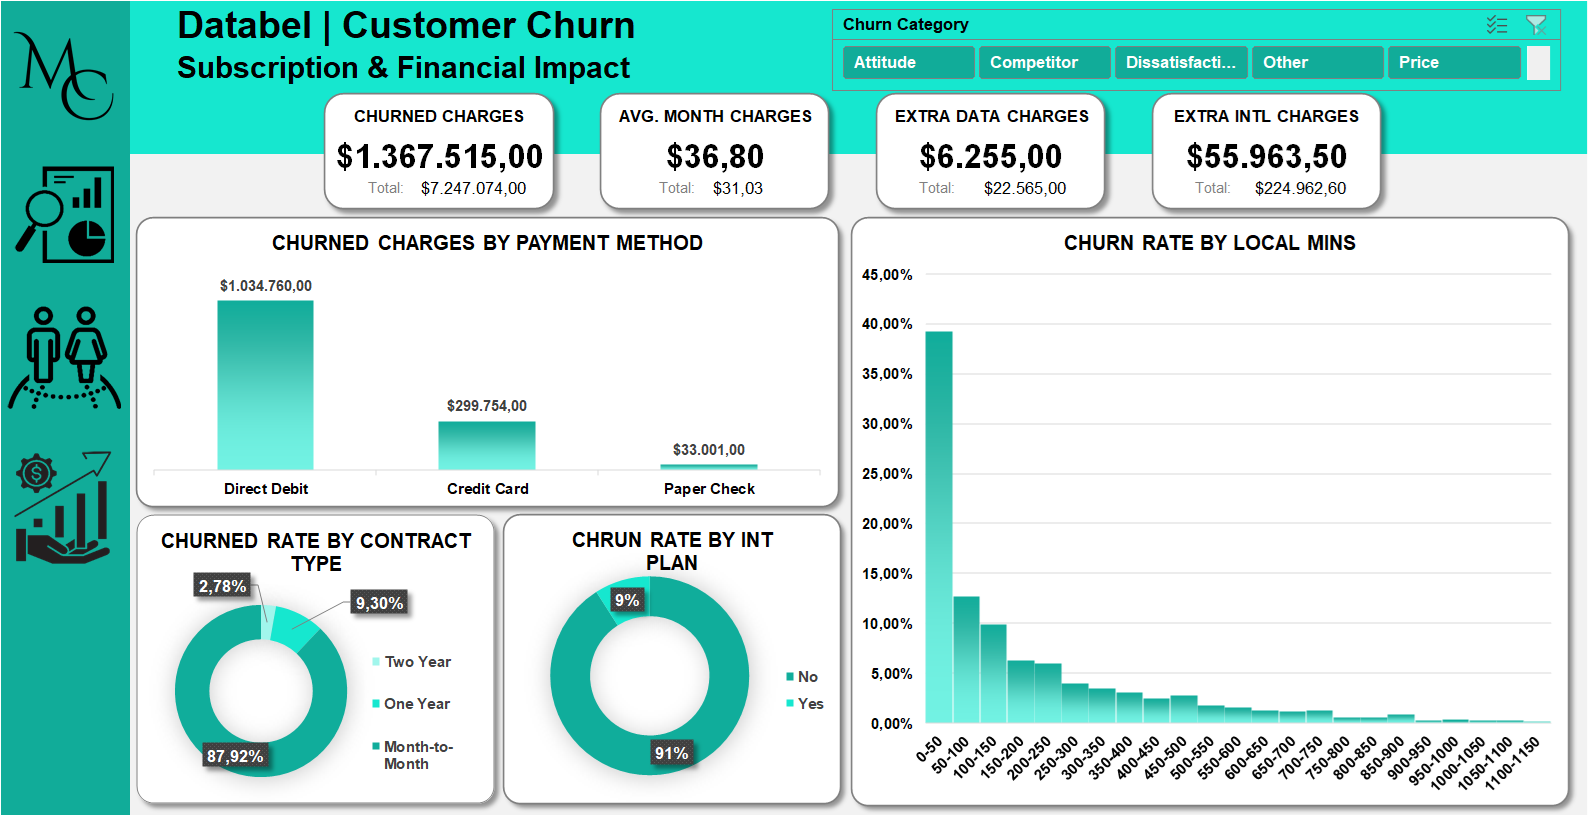 MC
Databel | Customer Churn
Subscription & Financial Impact
Churn Category
Attitude
Competitor
Dissatisfacti...
Other
Price
CHURNED CHARGES
$1.367.515,00
Total: $7.247.074,00
AVG. MONTH CHARGES
$36,80
Total: $31,03
EXTRA DATA CHARGES
$6.255,00
Total: $22.565,00
EXTRA INTL CHARGES
$55.963,50
Total: $224.962,60
CHURNED CHARGES BY PAYMENT METHOD
$1.034.760,00
$299.754,00
$33.001,00
Direct Debit
Credit Card
Paper Check
CHURNED RATE BY CONTRACT
TYPE
2,78%
9,30%
87,92%
Two Year
One Year
Month-to-
Month
CHRUN RATE BY INT
PLAN
9%
91%
No
Yes
CHURN RATE BY LOCAL MINS
45,00%
40,00%
35,00%
30,00%
25,00%
20,00%
15,00%
10,00%
5,00%
0,00%
0-50
50-100
100-150
150-200
200-250
250-300
300-350
350-400
400-450
450-500
500-550
550-600
600-650
650-700
700-750
750-800
800-850
850-900
900-950
950-1000
1000-1050
1050-1100
1100-1150